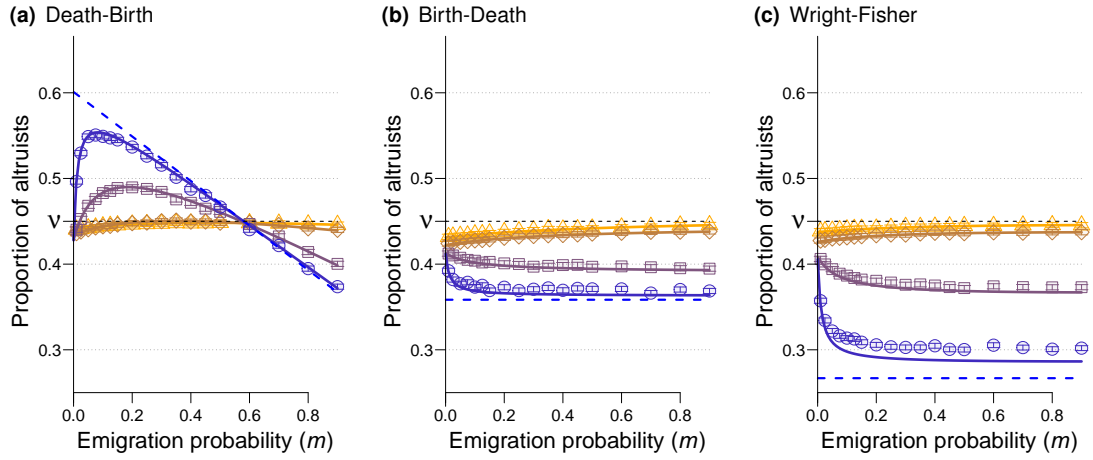 (a) Death-Birth
Proportion of altruists
0.6
0.5
ν
0.4
0.3
0.0 0.2 0.4 0.6 0.8
Emigration probability (m)
(b) Birth-Death
Proportion of altruists
0.6
0.5
ν
0.4
0.3
0.0 0.2 0.4 0.6 0.8
Emigration probability (m)
(c) Wright-Fisher
Proportion of altruists
0.6
0.5
ν
0.4
0.3
0.0 0.2 0.4 0.6 0.8
Emigration probability (m)